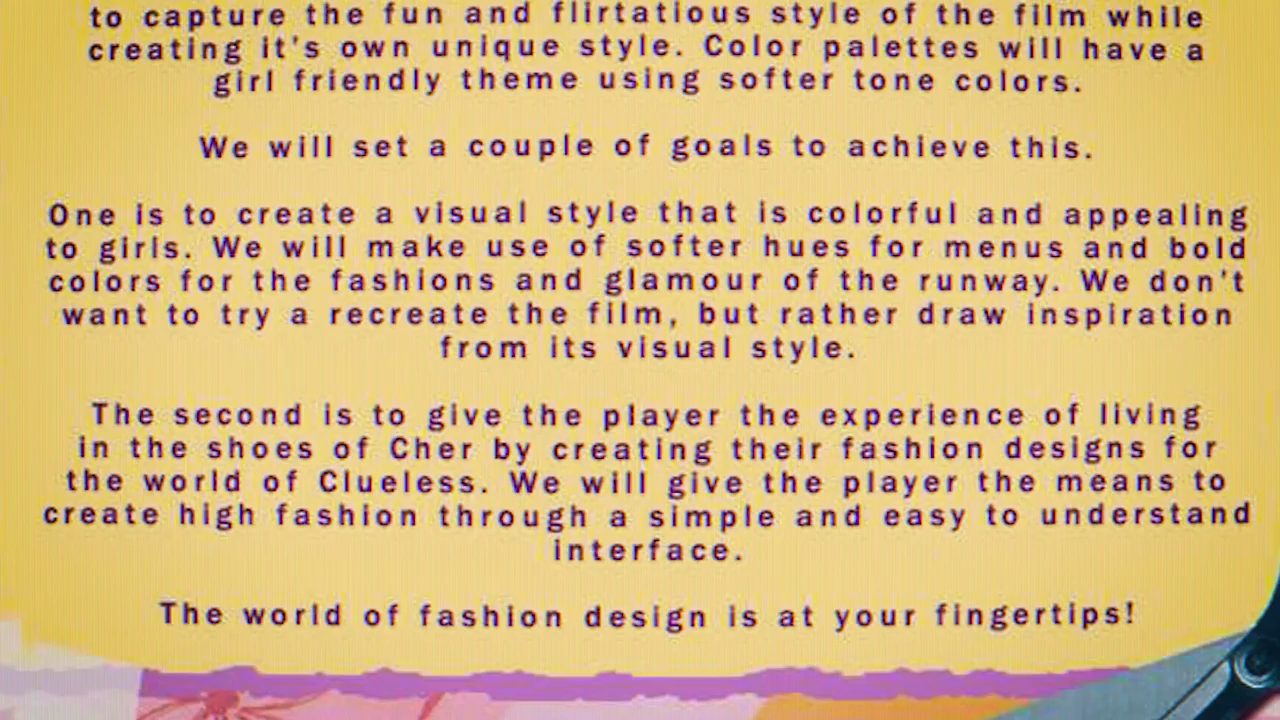 to capture the fun and flirtatious style of the film while
creating it's own unique style. Color palettes will have a
girl friendly theme using softer tone colors.
We will set a couple of goals to achieve this.
One is to create a visual style that is colorful and appealing
to girls. We will make use of softer hues for menus and bold
colors for the fashions and glamour of the runway. We don't
want to try a recreate the film, but rather draw inspiration
from its visual style.
The second is to give the player the experience of living
in the shoes of Cher by creating their fashion designs for
the world of Clueless. We will give the player the means to
create high fashion through a simple and easy to understand
interface.
The world of fashion design is at your fingertips!